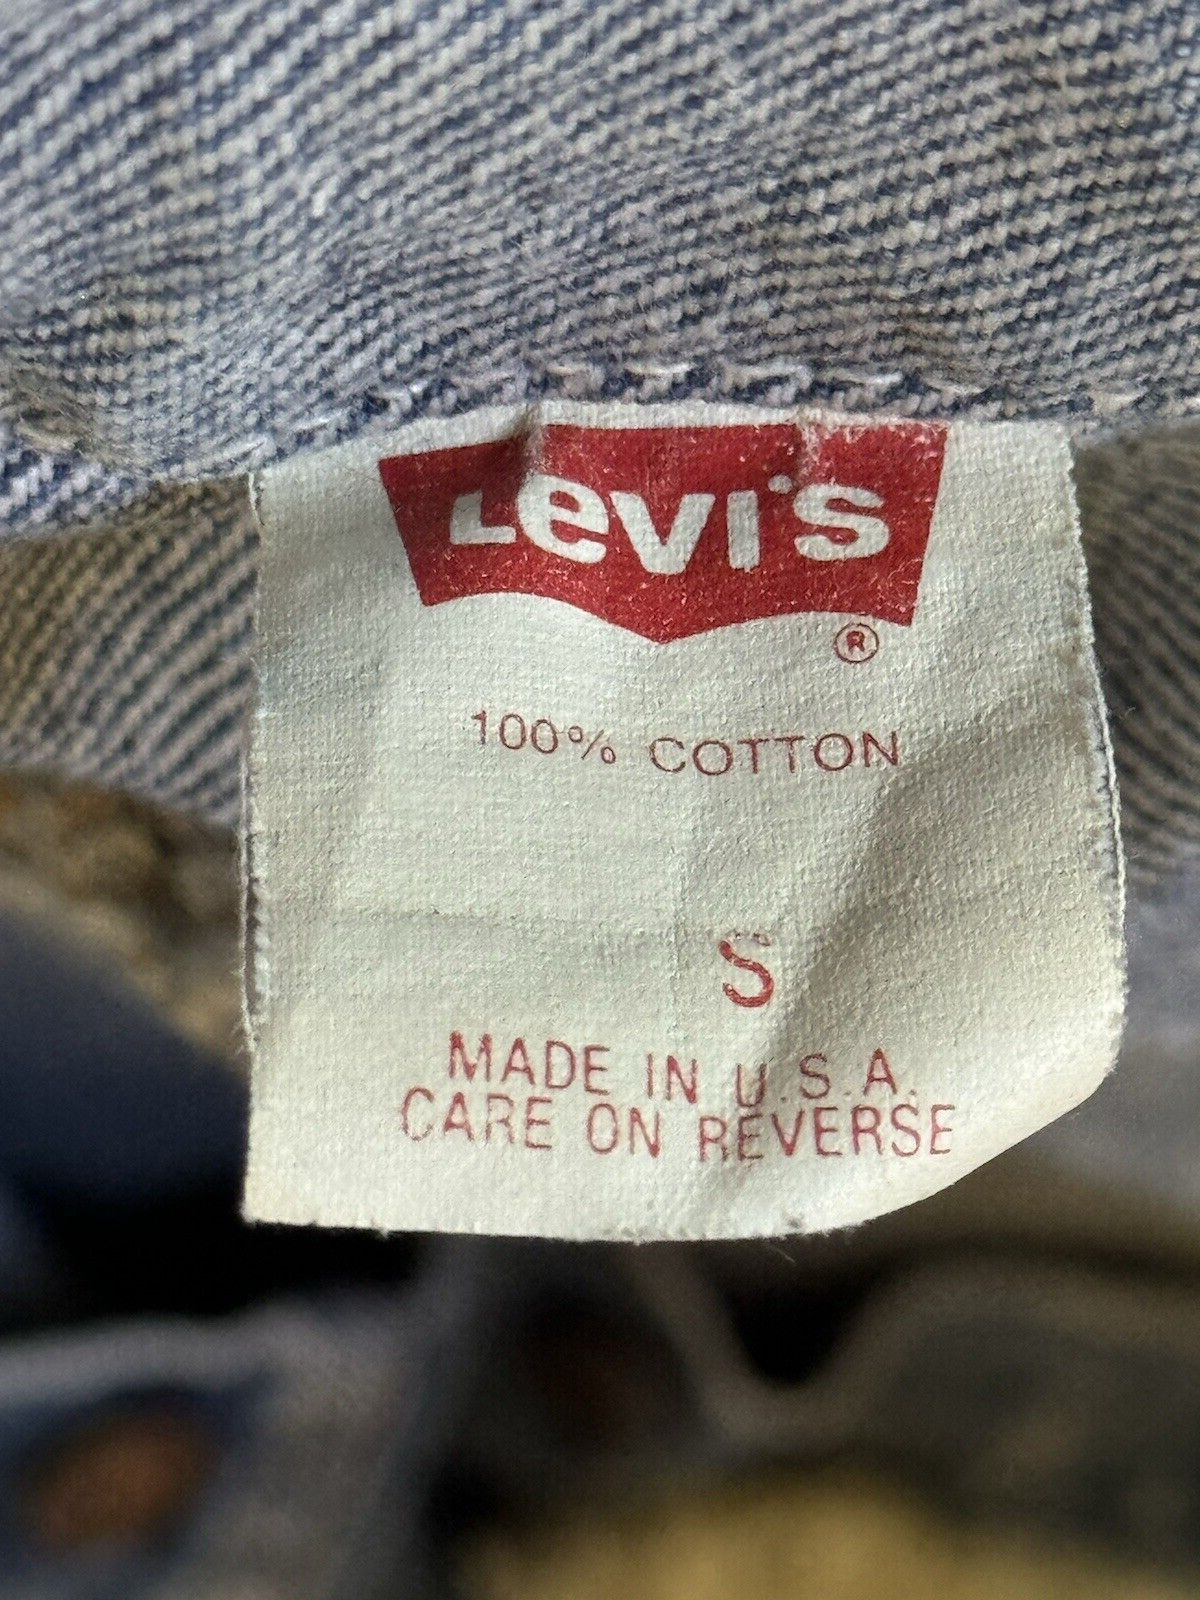 Levi's
®
100% COTTON
S
MADE IN U.S.A.
CARE ON REVERSE